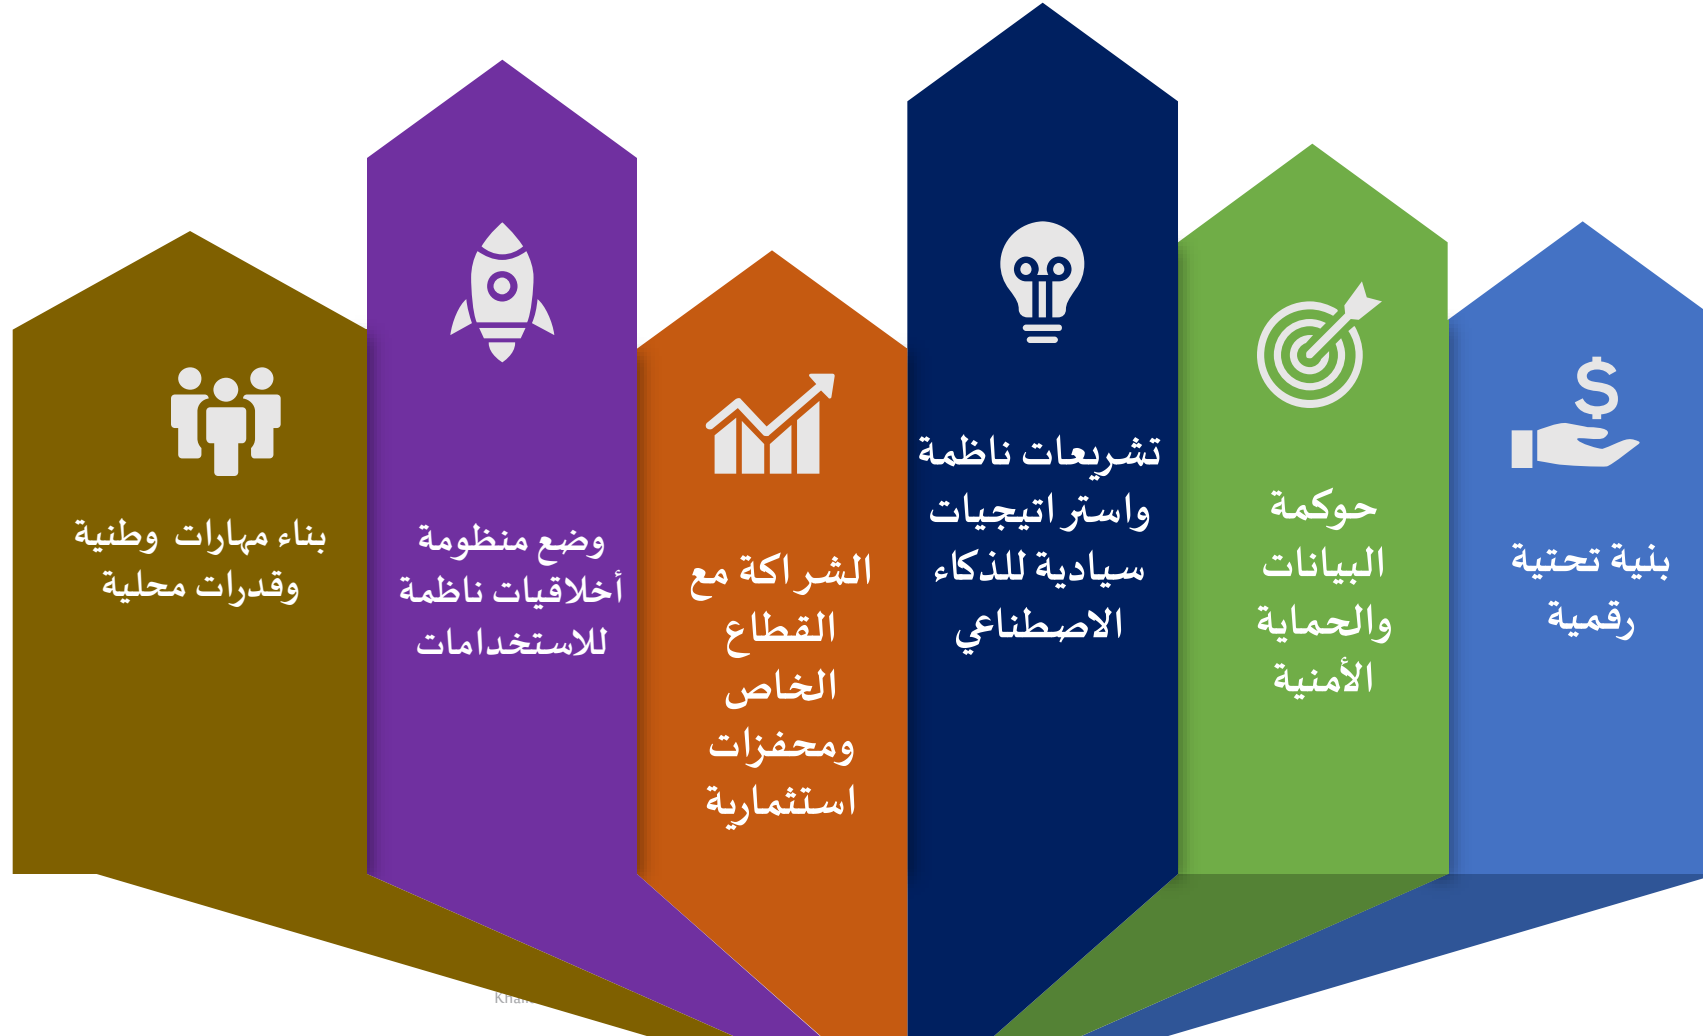 بنية تحتية
رقمية
حوكمة
البيانات
والحماية
الأمنية
تشريعات ناظمة
واستراتيجيات
سيادية للذكاء
الاصطناعي
الشراكة مع
القطاع
الخاص
ومحفزات
استثمارية
وضع منظومة
أخلاقيات ناظمة
للاستخدامات
بناء مهارات وطنية
وقدرات محلية